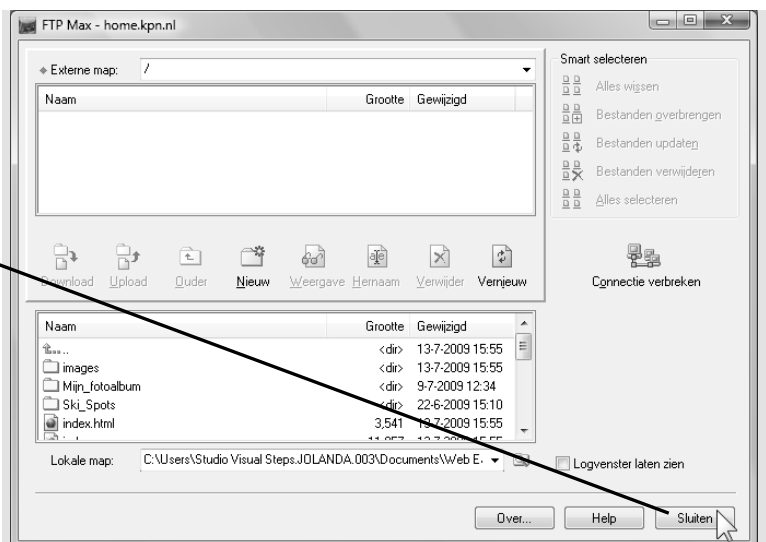 FTP Max - home.kpn.nl
Externe map: /
Naam Grootte Gewijzigd
Download Upload Ouder Nieuw Weergave Hernaam Verwijder Vernieuw
Smart selecteren
Alles wissen
Bestanden overbrengen
Bestanden updaten
Bestanden verwijderen
Alles selecteren
Connectie verbreken
Naam Grootte Gewijzigd
.. <dir> 13-7-2009 15:55
images <dir> 13-7-2009 15:55
Mijn_fotoalbum <dir> 9-7-2009 12:34
Ski_Spots <dir> 22-6-2009 15:10
index.html 3,541 13-7-2009 15:55
Lokale map: C:\Users\Studio Visual Steps.JOLANDA.003\Documents\Web E
Logvenster laten zien
Over... Help Sluiten